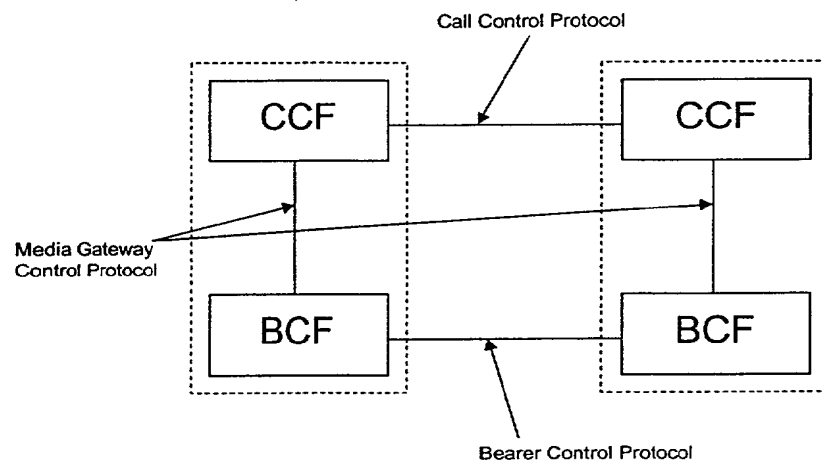 Call Control Protocol
CCF
CCF
Media Gateway
Control Protocol
BCF
BCF
Bearer Control Protocol